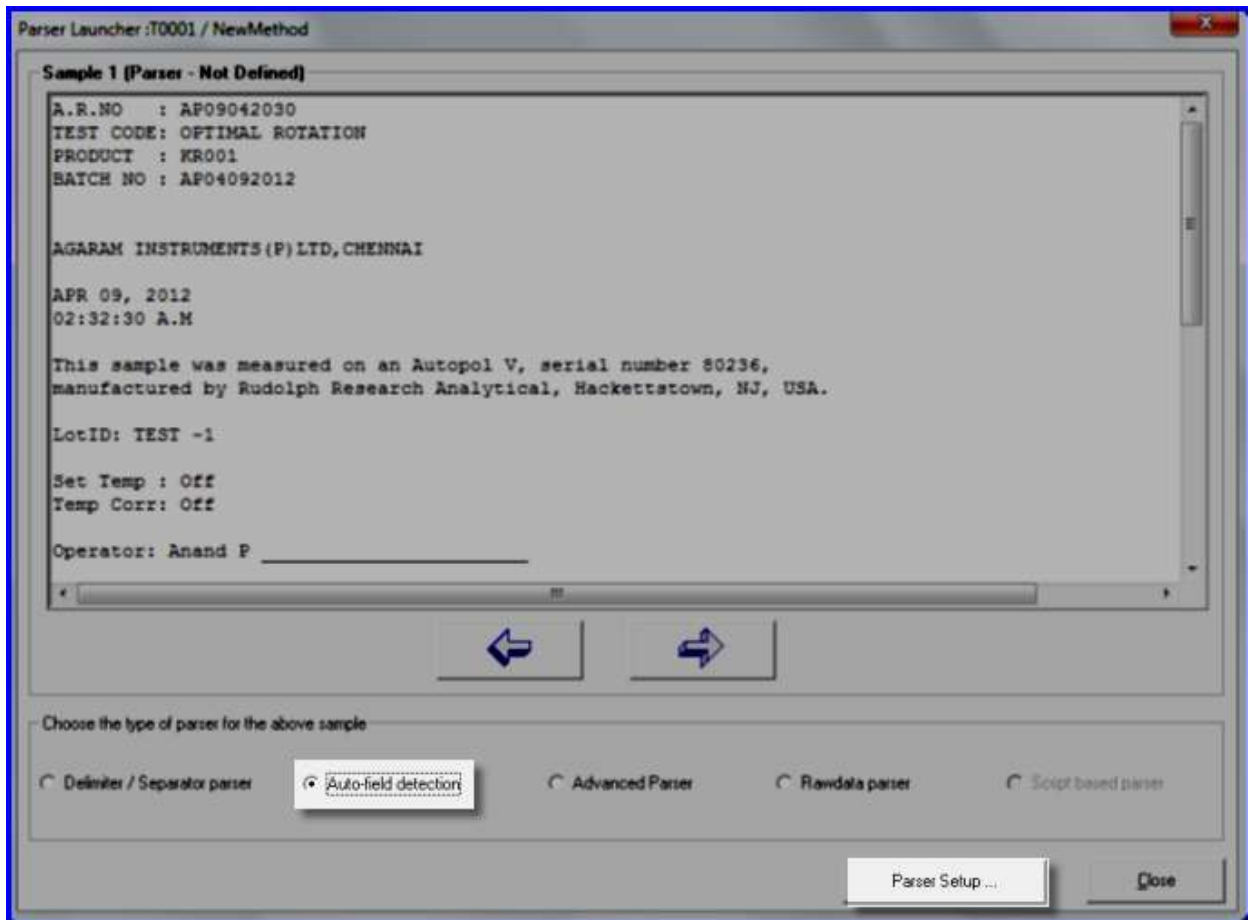 Parser Launcher :T0001 / NewMethod
Sample 1 (Parser - Not Defined)
A.R.NO : AP09042030
TEST CODE: OPTIMAL ROTATION
PRODUCT : KR001
BATCH NO : AP04092012
AGARAM INSTRUMENTS(P)LTD,CHENNAI
APR 09, 2012
02:32:30 A.M
This sample was measured on an Autopol V, serial number 80236,
manufactured by Rudolph Research Analytical, Hackettstown, NJ, USA.
LotID: TEST -1
Set Temp : Off
Temp Corr: Off
Operator: Anand P ____________________
Choose the type of parser for the above sample
Delimiter / Separator parser Auto-field detection Advanced Parser Rawdata parser Script based parser
Parser Setup ... Close